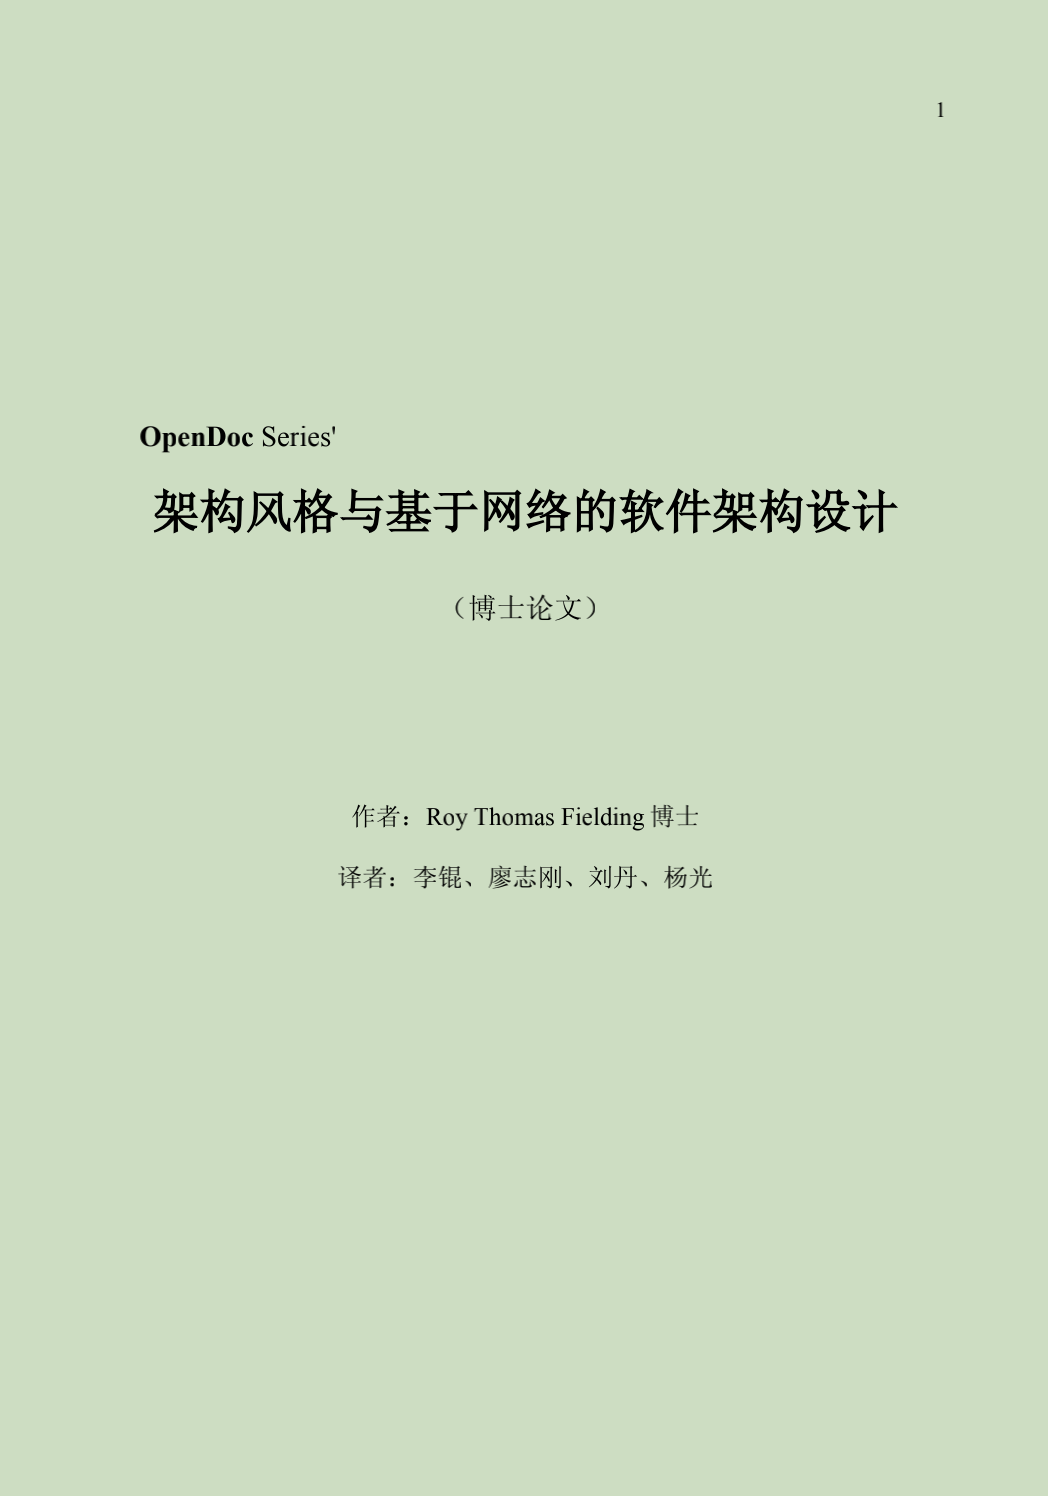 1
OpenDoc Series'
架构风格与基于网络的软件架构设计
（博士论文）
作者：Roy Thomas Fielding 博士
译者：李锟、廖志刚、刘丹、杨光